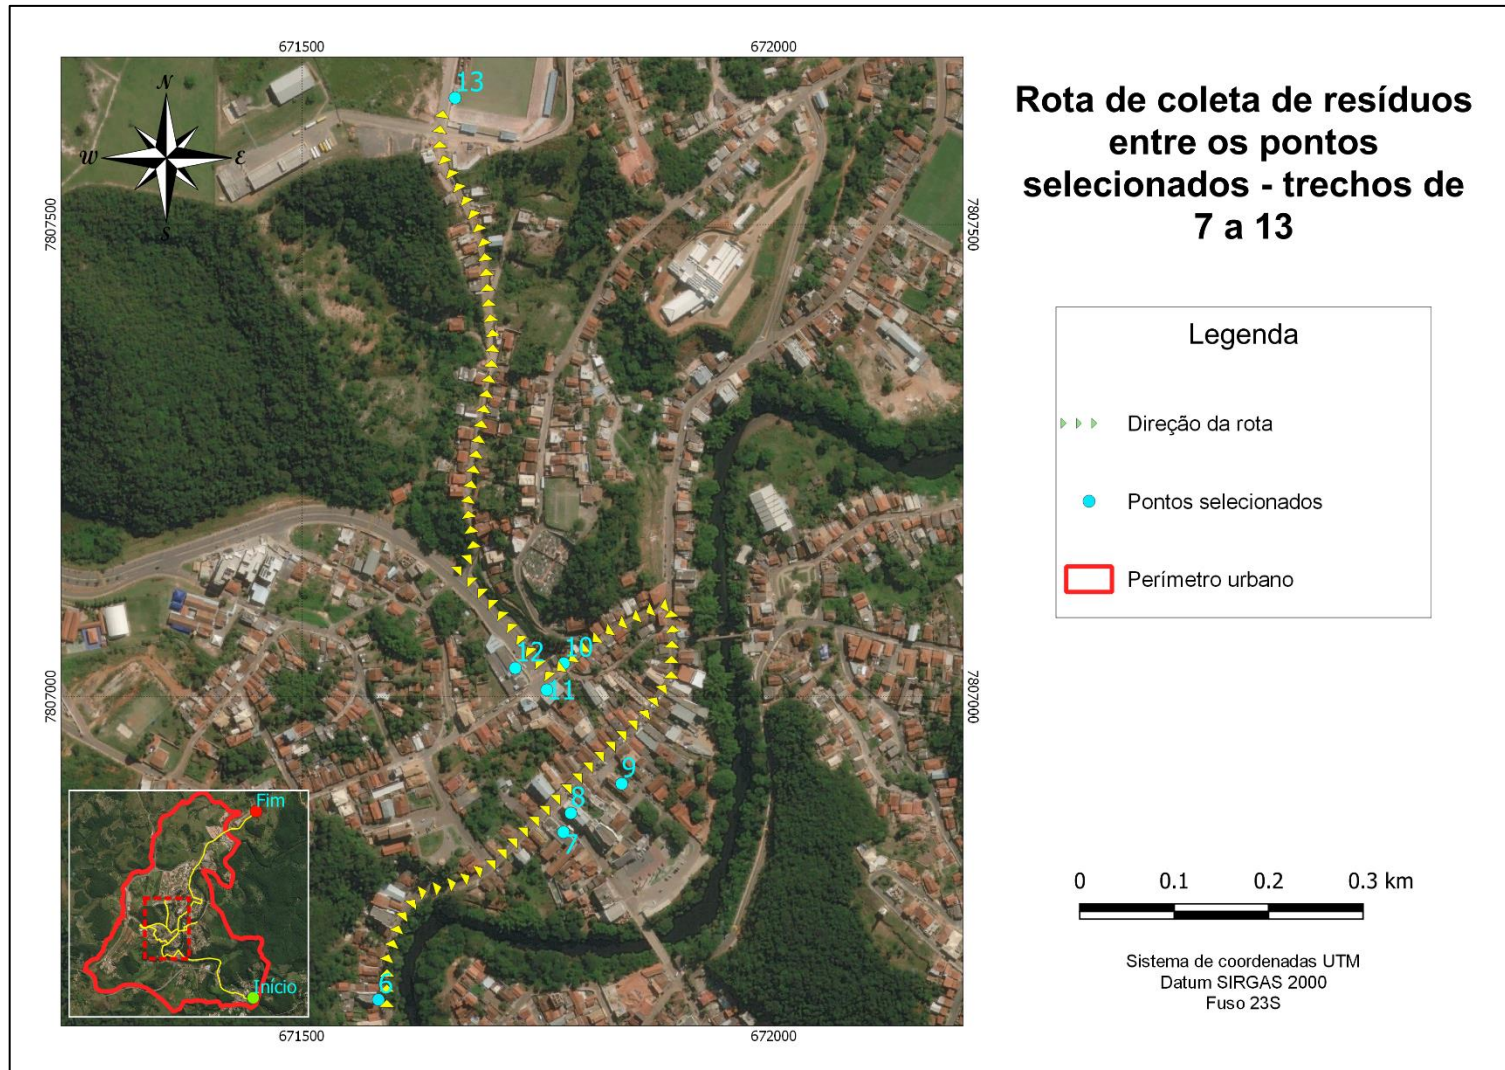 671500
672000
Rota de coleta de resíduos
entre os pontos
selecionados - trechos de
7 a 13
13
N
W
E
S
7807500
7807500
Legenda
Direção da rota
Pontos selecionados
Perímetro urbano
12
10
11
7807000
7807000
9
8
7
6
Fim
Início
0 0.1 0.2 0.3 km
Sistema de coordenadas UTM
Datum SIRGAS 2000
Fuso 23S
671500
672000